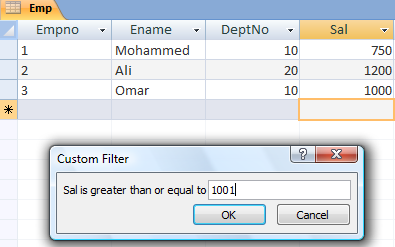 Emp
Empno Ename DeptNo Sal
1 Mohammed 10 750
2 Ali 20 1200
3 Omar 10 1000
*
Custom Filter ? X
Sal is greater than or equal to 1001
OK Cancel